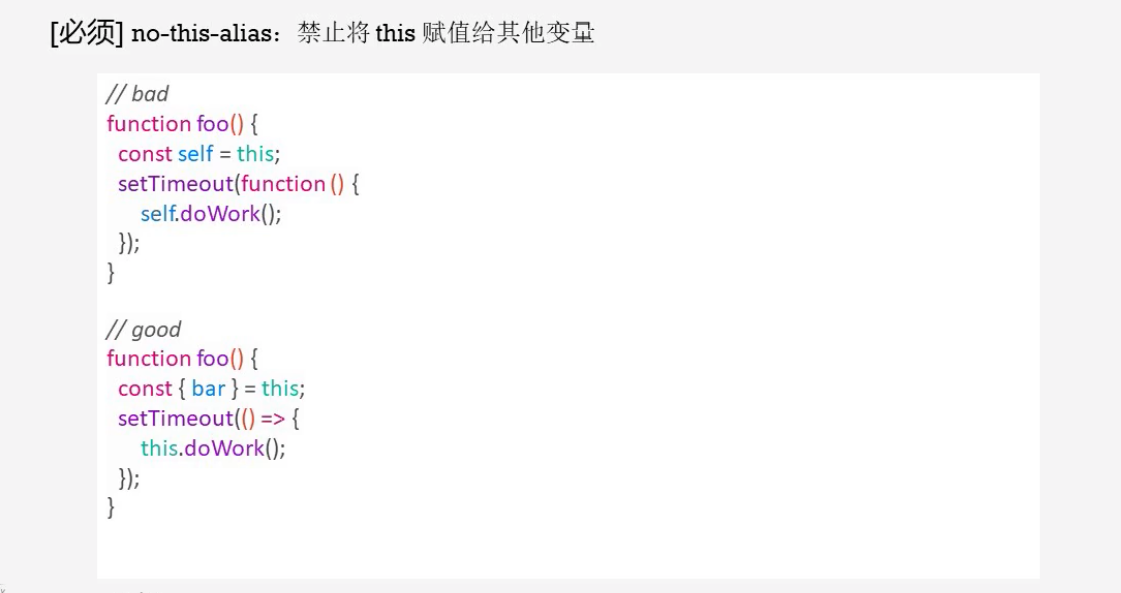 [必须] no-this-alias：禁止将 this 赋值给其他变量
// bad
function foo() {
const self = this;
setTimeout(function () {
self.doWork();
});
}
// good
function foo() {
const { bar } = this;
setTimeout(() => {
this.doWork();
});
}